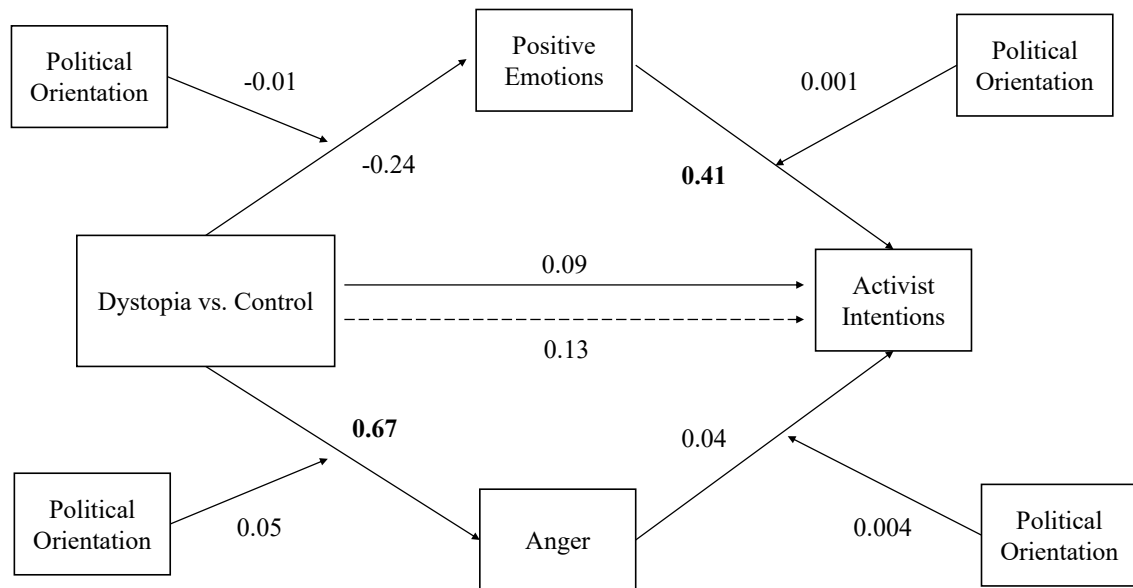 Political
Orientation
-0.01
Positive
Emotions
0.001
Political
Orientation
-0.24
0.41
Dystopia vs. Control
0.09
0.13
Activist
Intentions
0.67
0.04
Political
Orientation
0.05
Anger
0.004
Political
Orientation